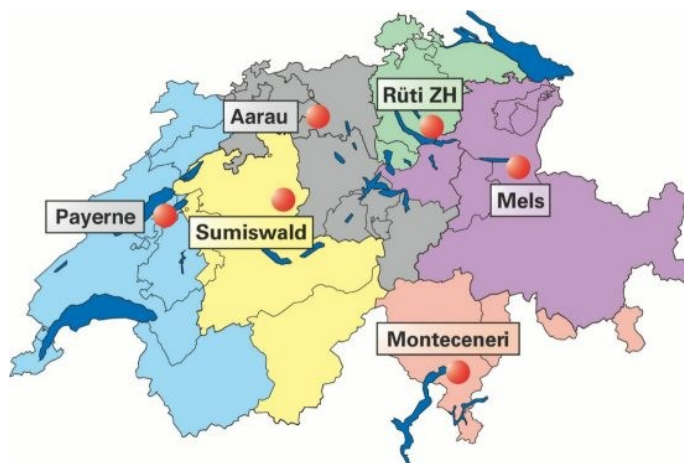 Rüti ZH
Aarau
Mels
Payerne
Sumiswald
Monteceneri